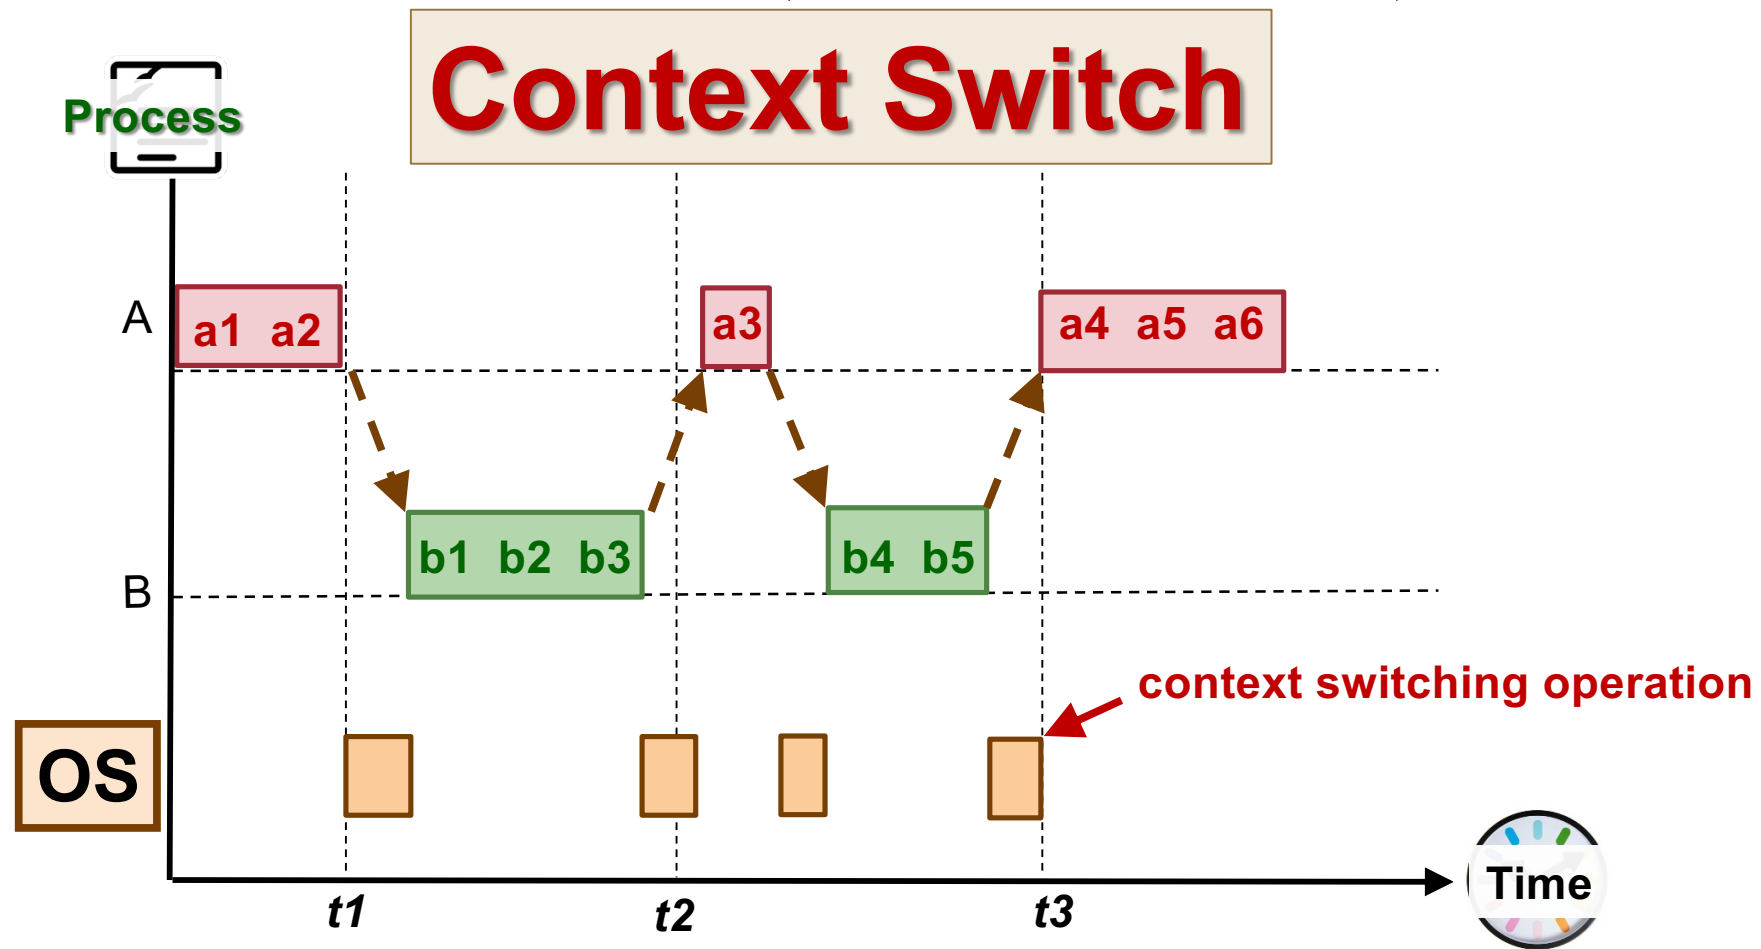 Context Switch
Process
A
a1 a2
a3
a4 a5 a6
b1 b2 b3
b4 b5
B
context switching operation
OS
Time
t1
t2
t3